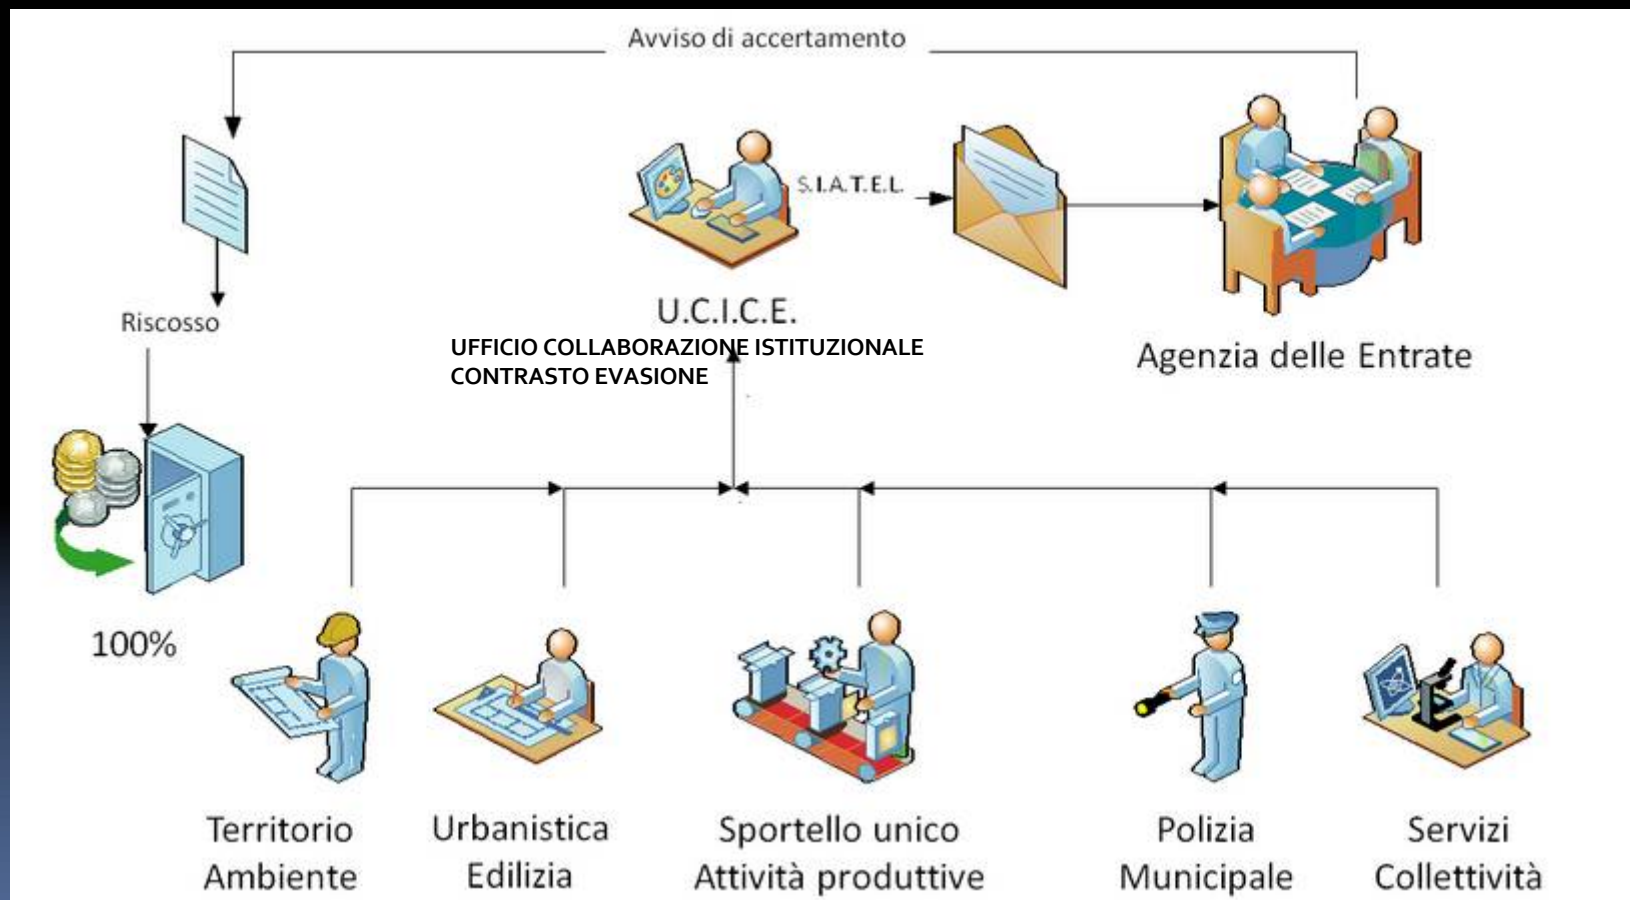 Avviso di accertamento
S.I.A.T.E.L.
U.C.I.C.E.
UFFICIO COLLABORAZIONE ISTITUZIONALE
CONTRASTO EVASIONE
Agenzia delle Entrate
Riscosso
100%
Territorio
Ambiente
Urbanistica
Edilizia
Sportello unico
Attività produttive
Polizia
Municipale
Servizi
Collettività